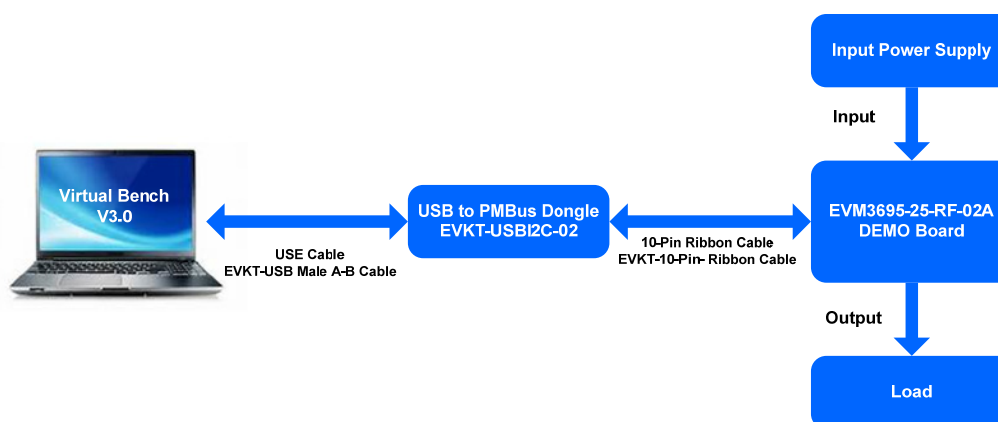 Input Power Supply
Input
Virtual Bench
V3.0
USB to PMBus Dongle
EVKT-USBI2C-02
EVM3695-25-RF-02A
DEMO Board
USE Cable
EVKT-USB Male A-B Cable
10-Pin Ribbon Cable
EVKT-10-Pin- Ribbon Cable
Output
Load